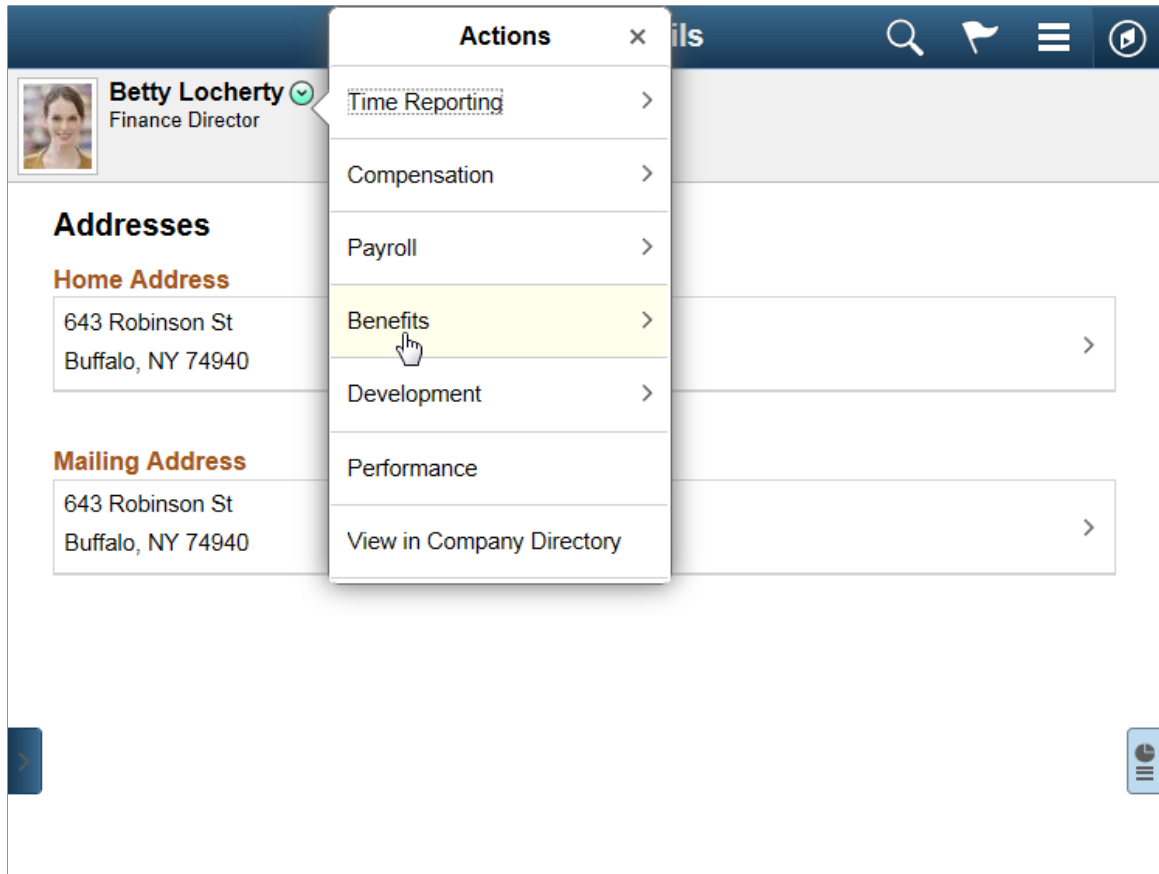 Actions
ils
Betty Locherty
Finance Director
Time Reporting
Compensation
Payroll
Benefits
Development
Performance
View in Company Directory
Addresses
Home Address
643 Robinson St
Buffalo, NY 74940
Mailing Address
643 Robinson St
Buffalo, NY 74940